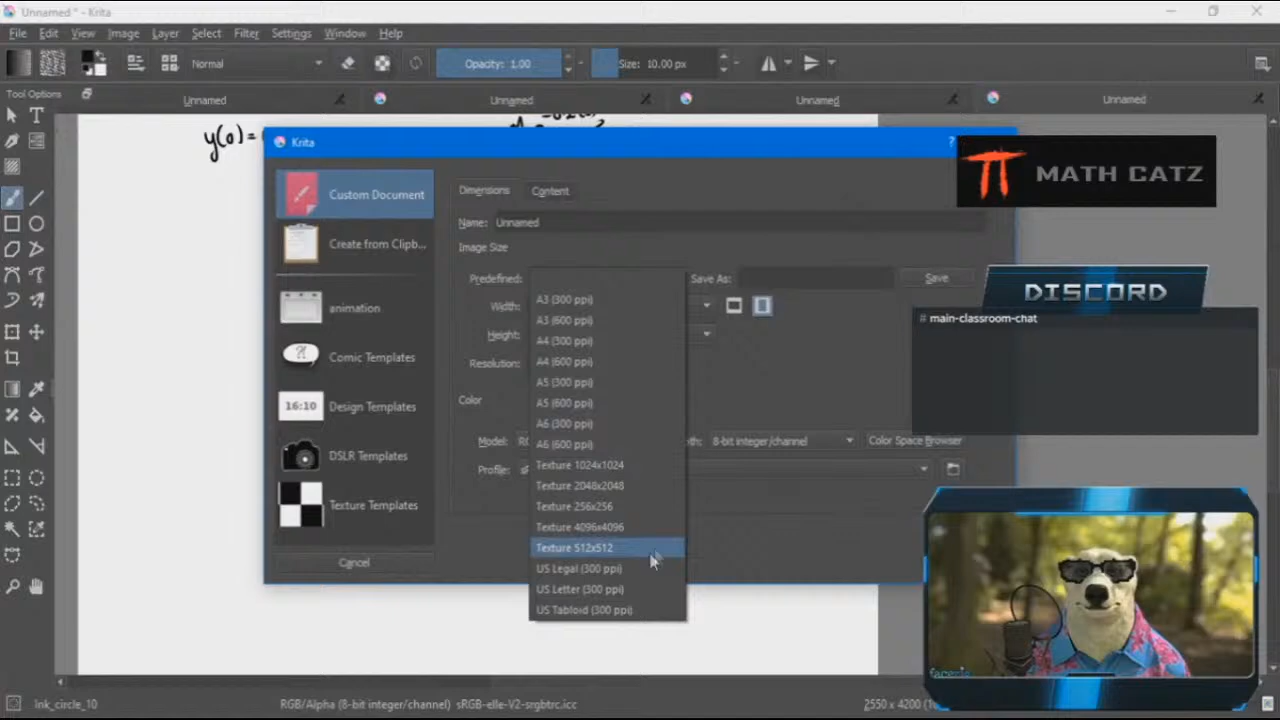 Unnamed * - Krita
File Edit View Image Layer Select Filter Settings Window Help
Normal Opacity: 1.00 Size: 10.00 px
Tool Options
Unnamed Unnamed Unnamed Unnamed
y(0)=
Krita ?
MATH CATZ
Custom Document
Create from Clipb...
animation
Comic Templates
Design Templates
16:10
DSLR Templates
Texture Templates
Cancel
Dimensions Content
Name: Unnamed
Image Size
Predefined: Save As: Save
Width:
Height:
Resolution:
Color
Model: 8-bit integer/channel Color Space Browser
Profile:
A3 (300 ppi)
A3 (600 ppi)
A4 (300 ppi)
A4 (600 ppi)
A5 (300 ppi)
A5 (600 ppi)
A6 (300 ppi)
A6 (600 ppi)
Texture 1024x1024
Texture 2048x2048
Texture 256x256
Texture 4096x4096
Texture 512x512
US Legal (300 ppi)
US Letter (300 ppi)
US Tabloid (300 ppi)
DISCORD
# main-classroom-chat
Ink_circle_10 RGB/Alpha (8-bit integer/channel) sRGB-elle-V2-srgbtrc.icc 2550 x 4200